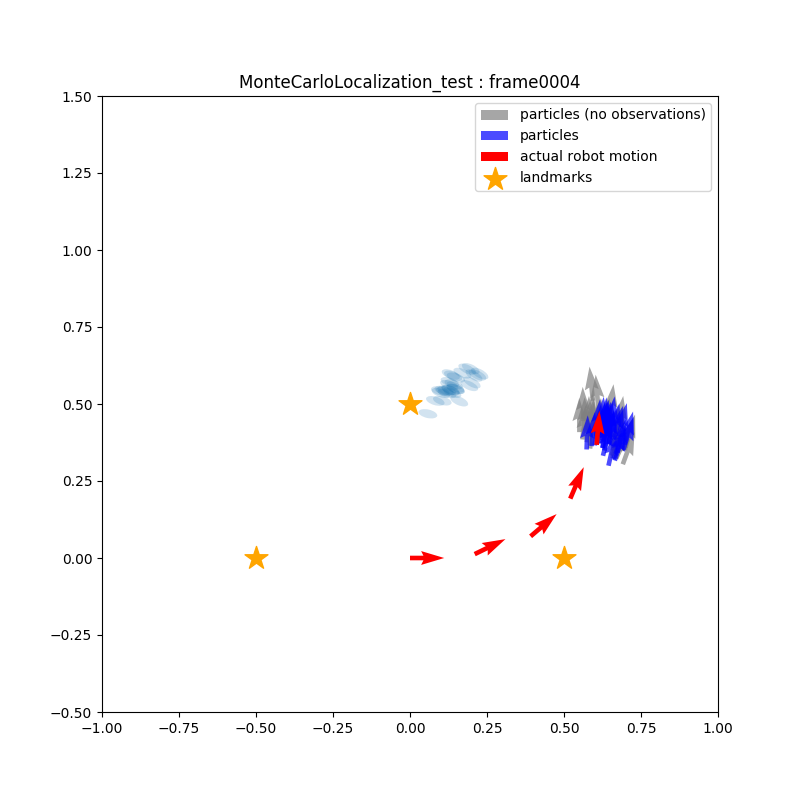 MonteCarloLocalization_test : frame0004
particles (no observations)
particles
actual robot motion
landmarks
1.50
1.25
1.00
0.75
0.50
0.25
0.00
−0.25
−0.50
−1.00 −0.75 −0.50 −0.25 0.00 0.25 0.50 0.75 1.00